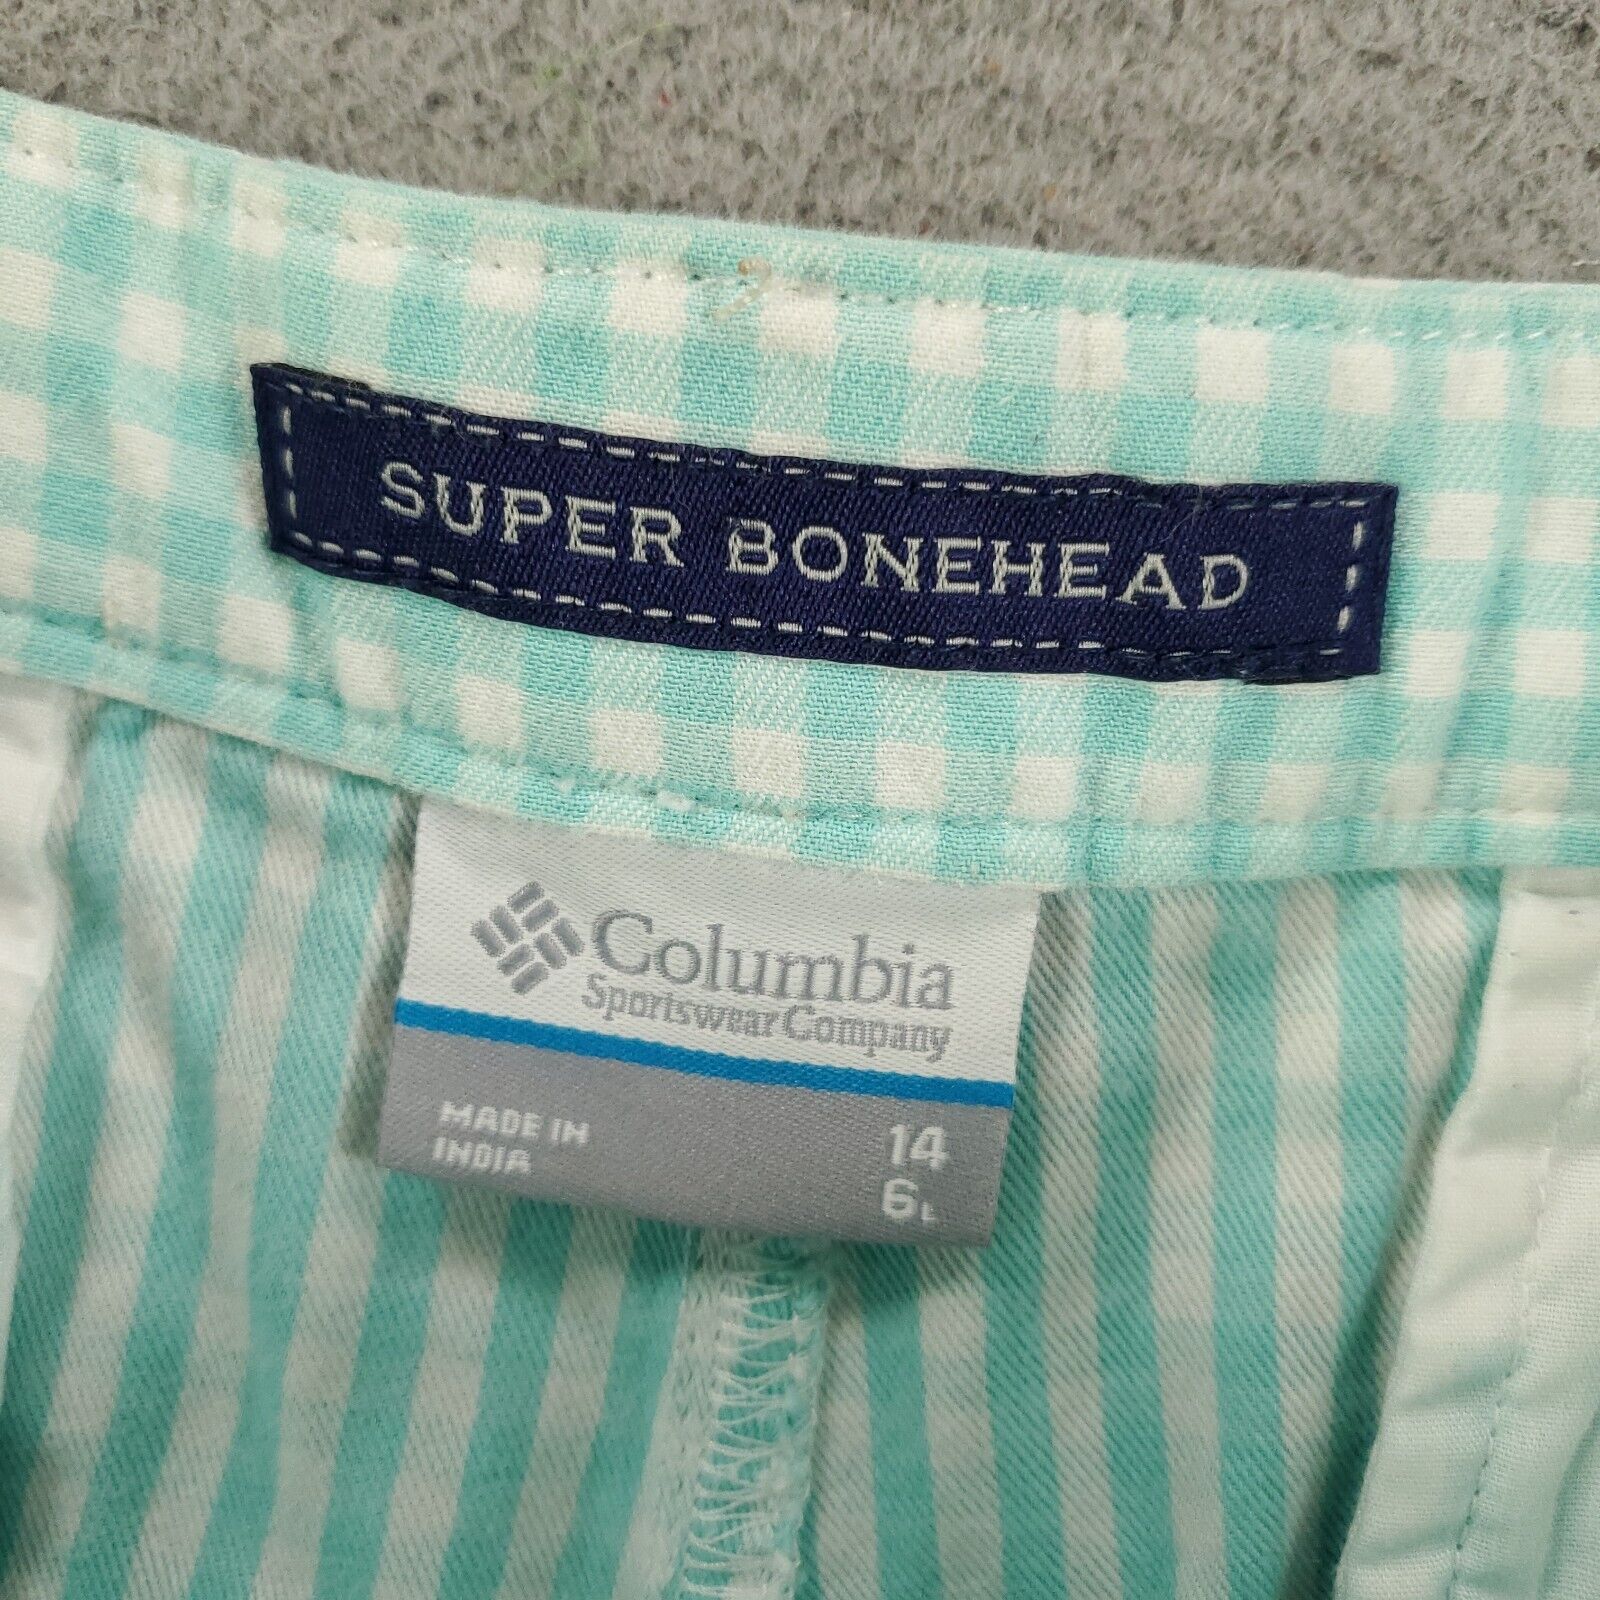 SUPER BONEHEAD
Columbia
Sportswear Company
MADE IN
INDIA
14
6L